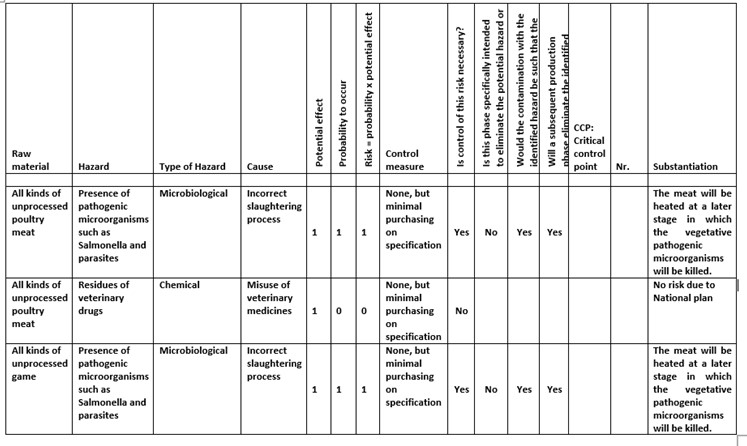 Raw material
Hazard
Type of Hazard
Cause
Potential effect
Probability to occur
Risk = probability x potential effect
Control measure
Is control of this risk necessary?
Is this phase specifically intended to eliminate the potential hazard or
Would the contamination with the identified hazard be such that the
Will a subsequent production phase eliminate the identified
CCP: Critical control point
Nr.
Substantiation
All kinds of unprocessed poultry meat
Presence of pathogenic microorganisms such as Salmonella and parasites
Microbiological
Incorrect slaughtering process
1
1
1
None, but minimal purchasing on specification
Yes
No
Yes
Yes
The meat will be heated at a later stage in which the vegetative pathogenic microorganisms will be killed.
All kinds of unprocessed poultry meat
Residues of veterinary drugs
Chemical
Misuse of veterinary medicines
1
0
0
None, but minimal purchasing on specification
No
No risk due to National plan
All kinds of unprocessed game
Presence of pathogenic microorganisms such as Salmonella and parasites
Microbiological
Incorrect slaughtering process
1
1
1
None, but minimal purchasing on specification
Yes
No
Yes
Yes
The meat will be heated at a later stage in which the vegetative pathogenic microorganisms will be killed.